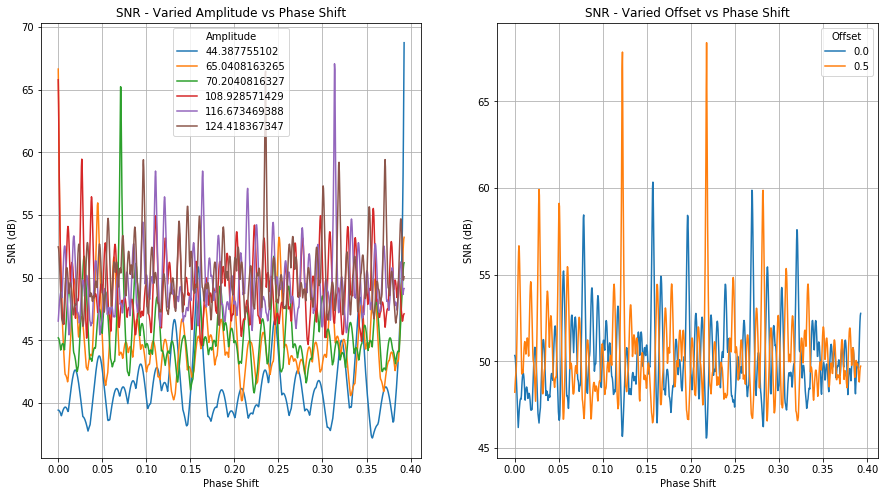 SNR - Varied Amplitude vs Phase Shift
Amplitude
44.387755102
65.0408163265
70.2040816327
108.928571429
116.673469388
124.418367347
70
65
60
55
50
45
40
SNR (dB)
0.00 0.05 0.10 0.15 0.20 0.25 0.30 0.35 0.40
Phase Shift
SNR - Varied Offset vs Phase Shift
Offset
0.0
0.5
65
60
55
50
45
SNR (dB)
0.00 0.05 0.10 0.15 0.20 0.25 0.30 0.35 0.40
Phase Shift